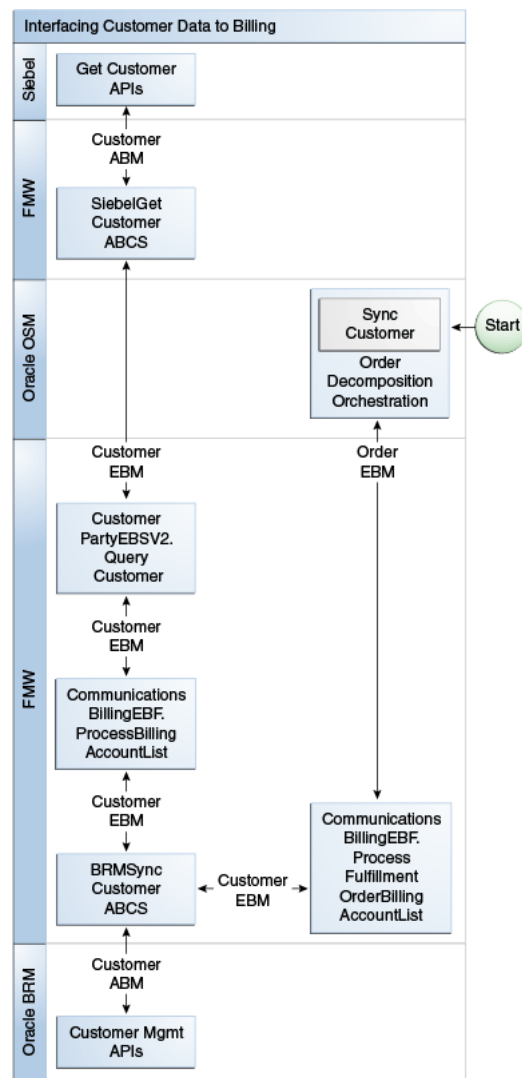 Interfacing Customer Data to Billing
Siebel
Get Customer
APIs
Customer
ABM
FMW
SiebelGet
Customer
ABCS
Oracle OSM
Sync
Customer
Start
Order
Decomposition
Orchestration
Customer
EBM
Order
EBM
FMW
Customer
PartyEBSV2.
Query
Customer
Customer
EBM
Communications
BillingEBF.
ProcessBilling
AccountList
Customer
EBM
BRMSync
Customer
ABCS
Customer
EBM
Communications
BillingEBF.
Process
Fulfillment
OrderBilling
AccountList
Oracle BRM
Customer
ABM
Customer Mgmt
APIs